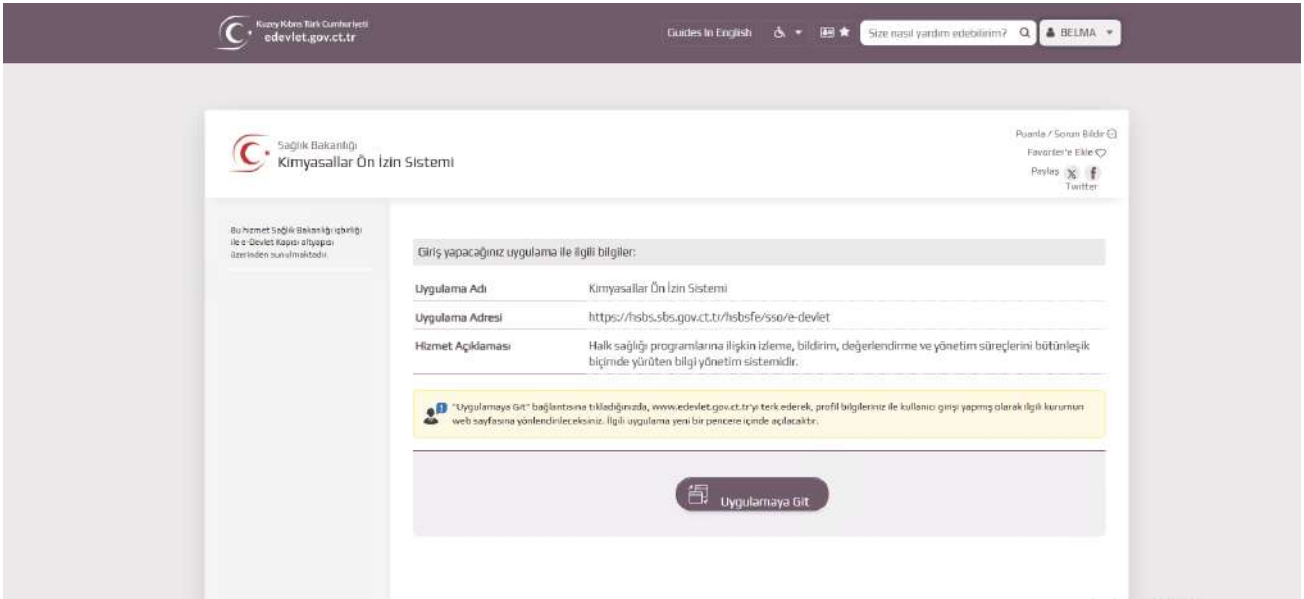 Kuzey Kıbrıs Türk Cumhuriyeti
edevlet.gov.ct.tr
Guides In English
Size nasıl yardım edebilirim?
BELMA
Sağlık Bakanlığı
Kimyasallar Ön İzin Sistemi
Puanla / Sorun Bildir
Favoriler'e Ekle
Paylaş
Twitter
Bu hizmet Sağlık Bakanlığı işbirliği
ile e-Devlet Kapısı altyapısı
üzerinden sunulmaktadır.
Giriş yapacağınız uygulama ile ilgili bilgiler:
Uygulama Adı Kimyasallar Ön İzin Sistemi
Uygulama Adresi https://hsbs.sbs.gov.ct.tr/hsbsfe/sso/e-devlet
Hizmet Açıklaması Halk sağlığı programlarına ilişkin izleme, bildirim, değerlendirme ve yönetim süreçlerini bütünleşik
biçimde yürüten bilgi yönetim sistemidir.
"Uygulamaya Git" bağlantısına tıkladığınızda, www.edevlet.gov.ct.tr'yi terk ederek, profil bilgileriniz ile kullanıcı girişi yapmış olarak ilgili kurumun
web sayfasına yönlendirileceksiniz. İlgili uygulama yeni bir pencere içinde açılacaktır.
Uygulamaya Git